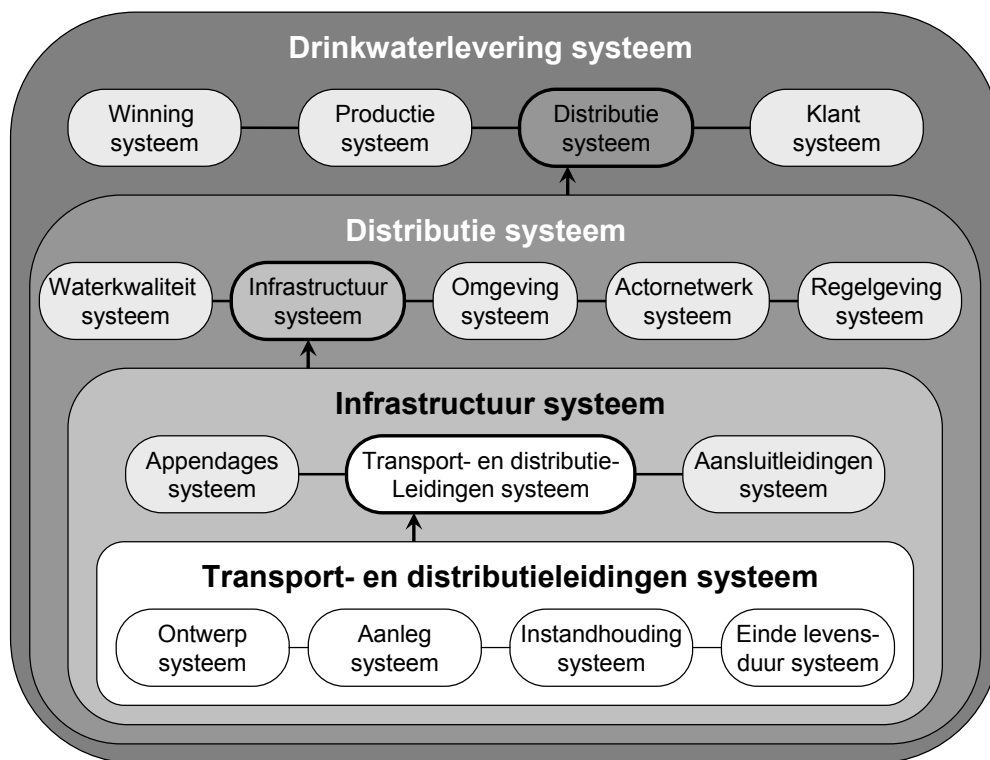 Drinkwaterlevering systeem
Winning
systeem
Productie
systeem
Distributie
systeem
Klant
systeem
Distributie systeem
Waterkwaliteit
systeem
Infrastructuur
systeem
Omgeving
systeem
Actornetwerk
systeem
Regelgeving
systeem
Infrastructuur systeem
Appendages
systeem
Transport- en distributie-
Leidingen systeem
Aansluitleidingen
systeem
Transport- en distributieleidingen systeem
Ontwerp
systeem
Aanleg
systeem
Instandhouding
systeem
Einde levens-
duur systeem